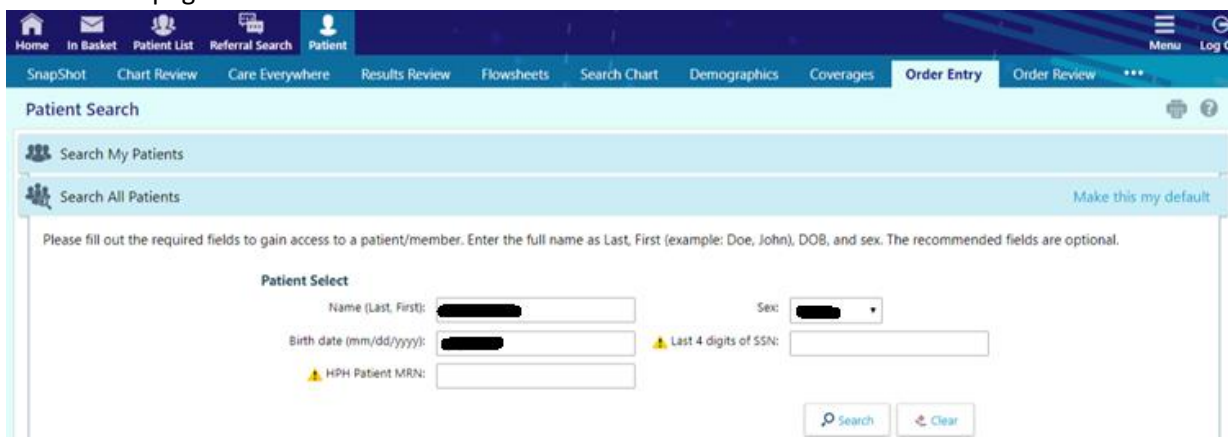 Home In Basket Patient List Referral Search Patient Menu Log
SnapShot Chart Review Care Everywhere Results Review Flowsheets Search Chart Demographics Coverages Order Entry Order Review •••
Patient Search
Search My Patients
Search All Patients Make this my default
Please fill out the required fields to gain access to a patient/member. Enter the full name as Last, First (example: Doe, John), DOB, and sex. The recommended fields are optional.
Patient Select
Name (Last, First): Sex:
Birth date (mm/dd/yyyy): Last 4 digits of SSN:
HPH Patient MRN:
Search Clear